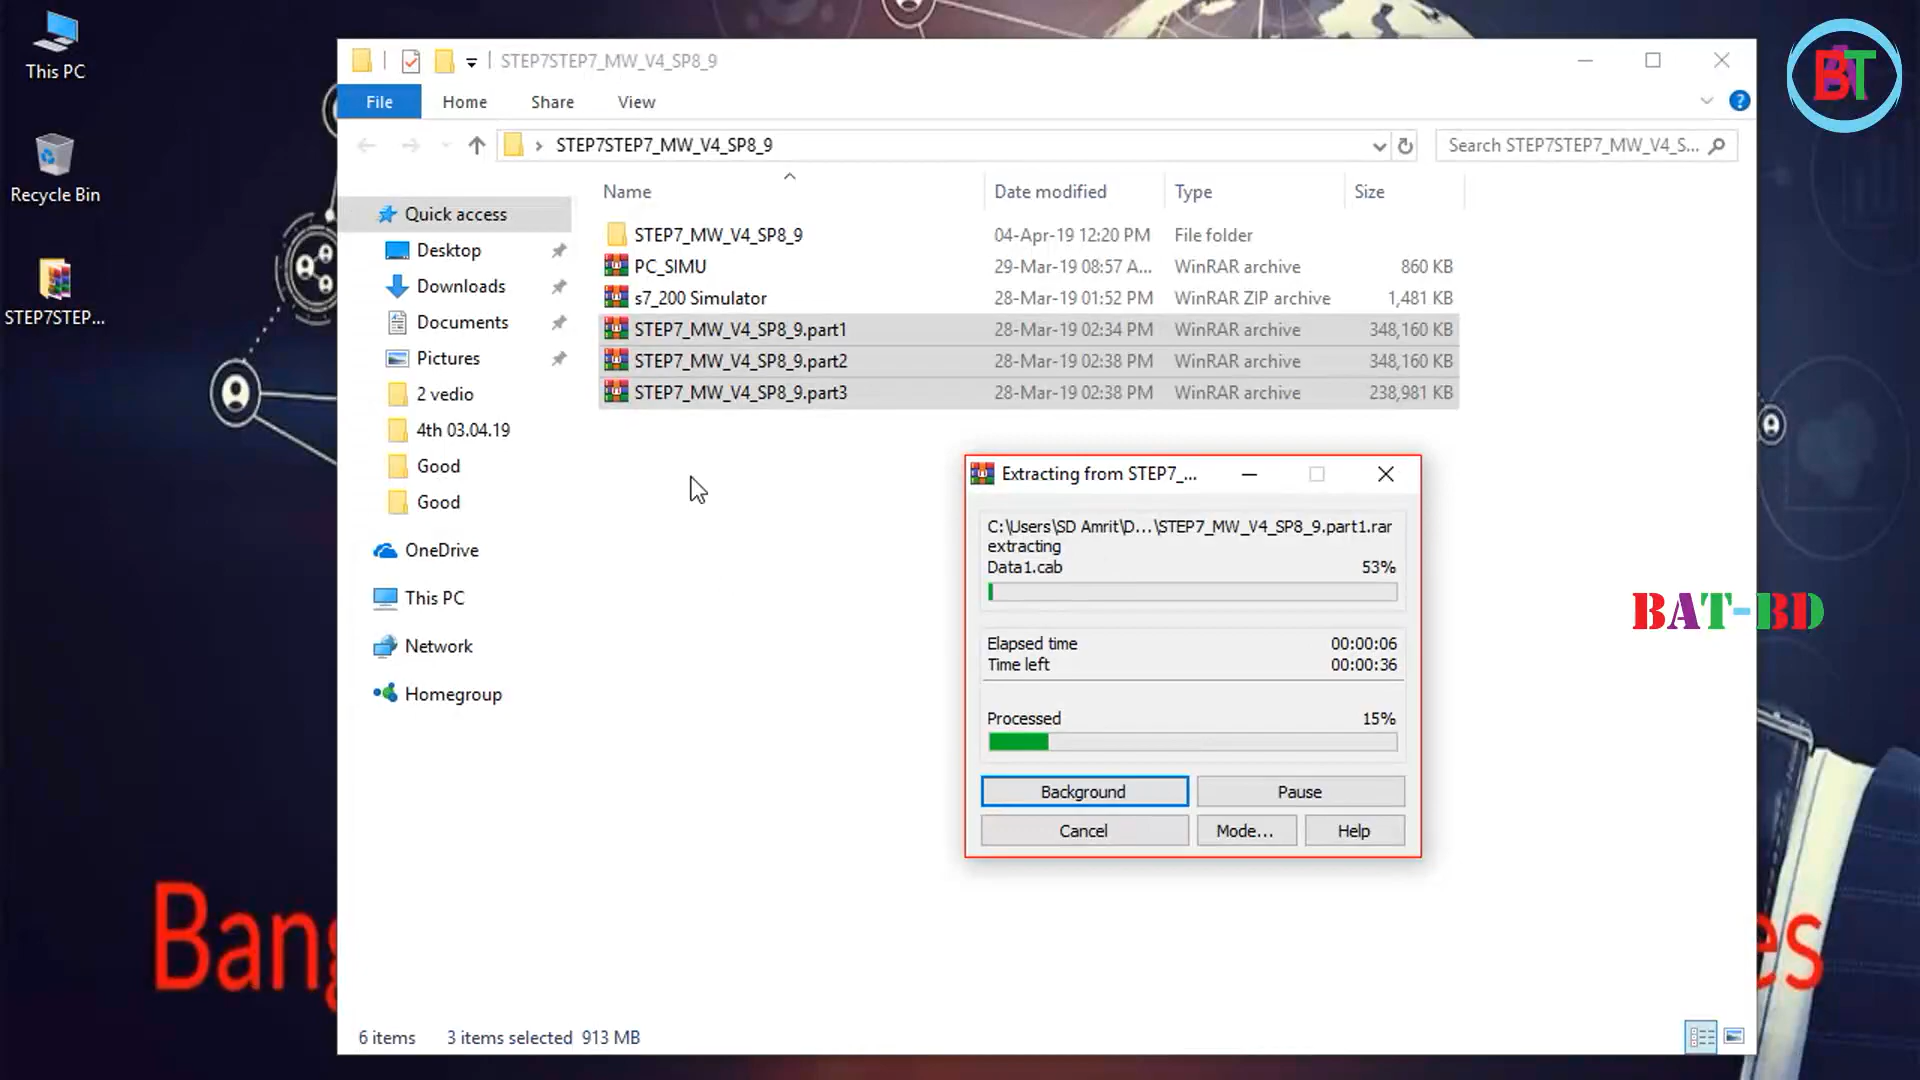 This PC
Recycle Bin
STEP7STEP...
STEP7STEP7_MW_V4_SP8_9
File Home Share View
STEP7STEP7_MW_V4_SP8_9
Search STEP7STEP7_MW_V4_S...
Name Date modified Type Size
Quick access
Desktop
Downloads
Documents
Pictures
2 vedio
4th 03.04.19
Good
Good
OneDrive
This PC
Network
Homegroup
STEP7_MW_V4_SP8_9 04-Apr-19 12:20 PM File folder
PC_SIMU 29-Mar-19 08:57 A... WinRAR archive 860 KB
s7_200 Simulator 28-Mar-19 01:52 PM WinRAR ZIP archive 1,481 KB
STEP7_MW_V4_SP8_9.part1 28-Mar-19 02:34 PM WinRAR archive 348,160 KB
STEP7_MW_V4_SP8_9.part2 28-Mar-19 02:38 PM WinRAR archive 348,160 KB
STEP7_MW_V4_SP8_9.part3 28-Mar-19 02:38 PM WinRAR archive 238,981 KB
Extracting from STEP7_...
C:\Users\SD Amrit\D...\STEP7_MW_V4_SP8_9.part1.rar
extracting
Data1.cab 53%
Elapsed time 00:00:06
Time left 00:00:36
Processed 15%
Background Pause
Cancel Mode... Help
6 items 3 items selected 913 MB
BAT-BD